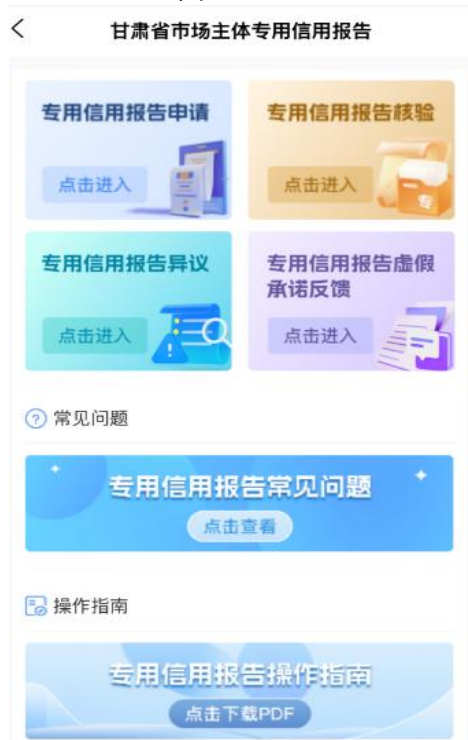 甘肃省市场主体专用信用报告
专用信用报告申请
点击进入
专用信用报告核验
点击进入
专
专用信用报告异议
点击进入
专用信用报告虚假
承诺反馈
点击进入
常见问题
专用信用报告常见问题
点击查看
操作指南
专用信用报告操作指南
点击下载PDF